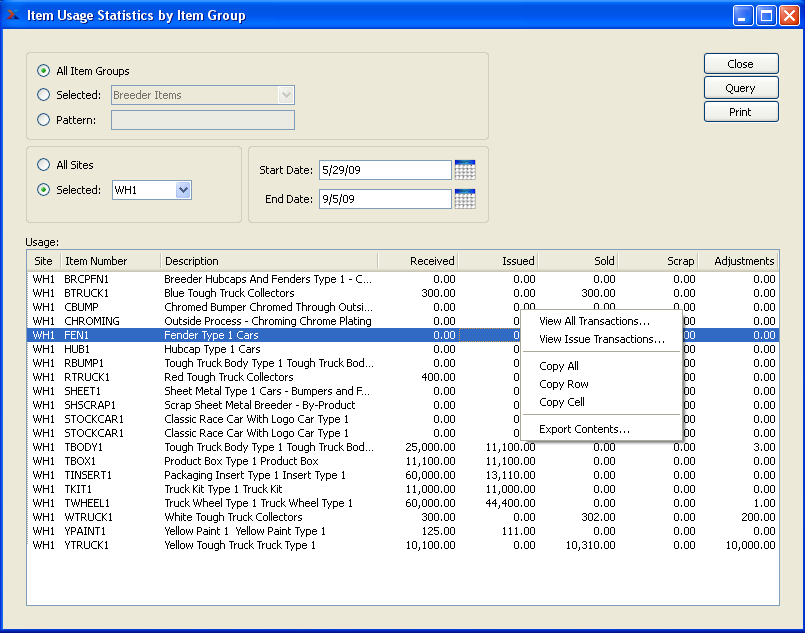 Item Usage Statistics by Item Group
All Item Groups
Selected: Breeder Items
Pattern:
Close
Query
Print
All Sites
Selected: WH1
Start Date: 5/29/09
End Date: 9/5/09
Usage:
Site Item Number Description Received Issued Sold Scrap Adjustments
WH1 BRCPFN1 Breeder Hubcaps And Fenders Type 1 - C... 0.00 0.00 0.00 0.00 0.00
WH1 BTRUCK1 Blue Tough Truck Collectors 300.00 0.00 300.00 0.00 0.00
WH1 CBUMP Chromed Bumper Chromed Through Outsi... 0.00 0.00 0.00 0.00 0.00
WH1 CHROMING Outside Process - Chroming Chrome Plating 0.00 0.00
WH1 FEN1 Fender Type 1 Cars 0.00 0.00
WH1 HUB1 Hubcap Type 1 Cars 0.00 0.00
WH1 RBUMP1 Tough Truck Body Type 1 Tough Truck Bod... 0.00 0.00
WH1 RTRUCK1 Red Tough Truck Collectors 400.00 0.00
WH1 SHEET1 Sheet Metal Type 1 Cars - Bumpers and F... 0.00 0.00
WH1 SHSCRAP1 Scrap Sheet Metal Breeder - By-Product 0.00 0.00
WH1 STOCKCAR1 Classic Race Car With Logo Car Type 1 0.00 0.00
WH1 STOCKCAR1 Classic Race Car With Logo Car Type 1 0.00 0.00
WH1 TBODY1 Tough Truck Body Type 1 Tough Truck Bod... 25,000.00 11,100.00 0.00 0.00 3.00
WH1 TBOX1 Product Box Type 1 Product Box 11,100.00 11,100.00 0.00 0.00 0.00
WH1 TINSERT1 Packaging Insert Type 1 Insert Type 1 60,000.00 13,110.00 0.00 0.00 0.00
WH1 TKIT1 Truck Kit Type 1 Truck Kit 11,000.00 11,000.00 0.00 0.00 0.00
WH1 TWHEEL1 Truck Wheel Type 1 Truck Wheel Type 1 60,000.00 44,400.00 0.00 0.00 1.00
WH1 WTRUCK1 White Tough Truck Collectors 300.00 0.00 302.00 0.00 200.00
WH1 YPAINT1 Yellow Paint 1 Yellow Paint Type 1 125.00 111.00 0.00 0.00 0.00
WH1 YTRUCK1 Yellow Tough Truck Truck Type 1 10,100.00 0.00 10,310.00 0.00 10,000.00
View All Transactions...
View Issue Transactions...
Copy All
Copy Row
Copy Cell
Export Contents...